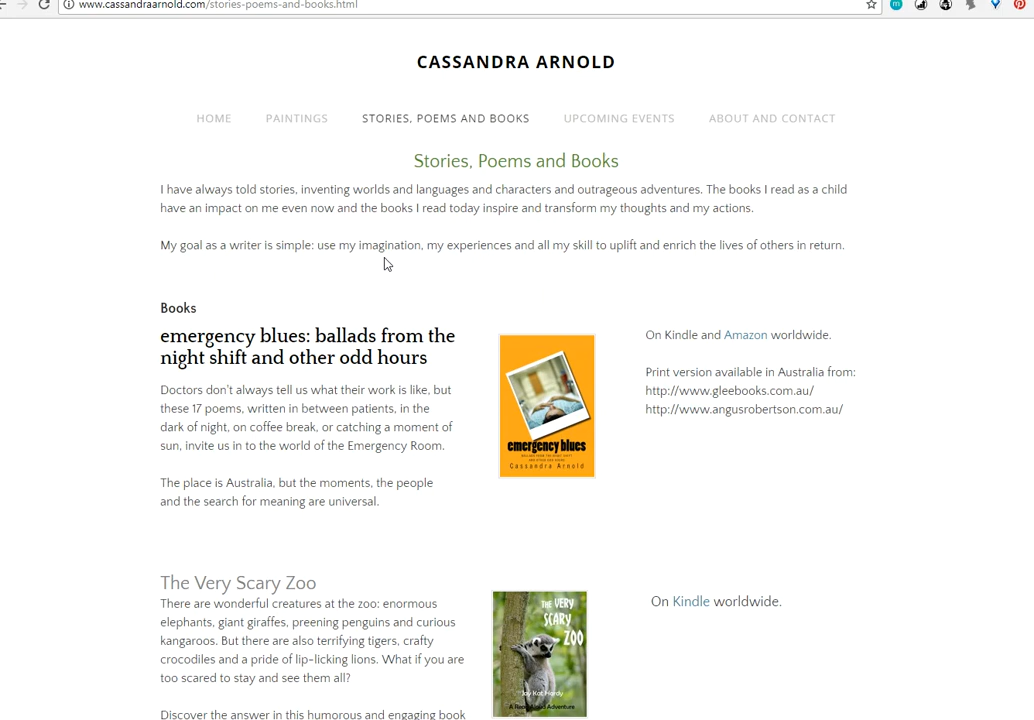 www.cassandraarnold.com/stories-poems-and-books.html
CASSANDRA ARNOLD
HOME PAINTINGS STORIES, POEMS AND BOOKS UPCOMING EVENTS ABOUT AND CONTACT
Stories, Poems and Books
I have always told stories, inventing worlds and languages and characters and outrageous adventures. The books I read as a child
have an impact on me even now and the books I read today inspire and transform my thoughts and my actions.
My goal as a writer is simple: use my imagination, my experiences and all my skill to uplift and enrich the lives of others in return.
Books
emergency blues: ballads from the
night shift and other odd hours
Doctors don't always tell us what their work is like, but
these 17 poems, written in between patients, in the
dark of night, on coffee break, or catching a moment of
sun, invite us in to the world of the Emergency Room.
The place is Australia, but the moments, the people
and the search for meaning are universal.
emergency blues
BALLADS FROM THE NIGHT SHIFT
AND OTHER ODD HOURS
Cassandra Arnold
On Kindle and Amazon worldwide.
Print version available in Australia from:
http://www.gleebooks.com.au/
http://www.angusrobertson.com.au/
The Very Scary Zoo
There are wonderful creatures at the zoo: enormous
elephants, giant giraffes, preening penguins and curious
kangaroos. But there are also terrifying tigers, crafty
crocodiles and a pride of lip-licking lions. What if you are
too scared to stay and see them all?
Discover the answer in this humorous and engaging book
THE VERY
SCARY
ZOO
Jay Kat Hardy
A Read Aloud Adventure
On Kindle worldwide.